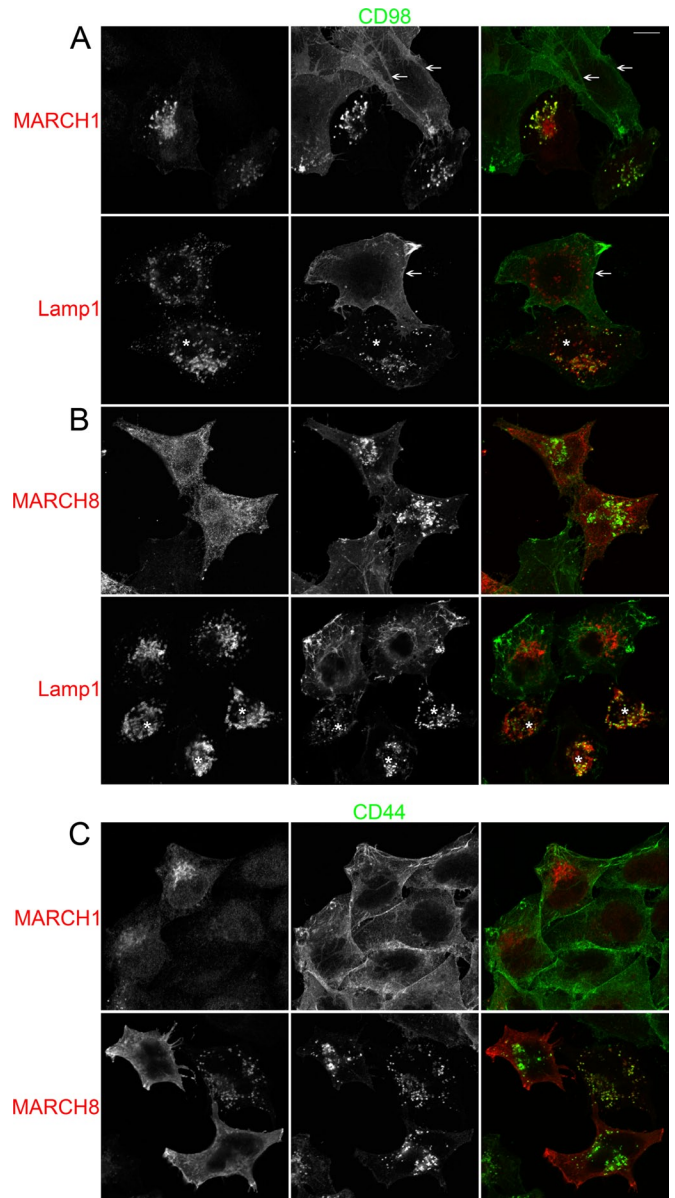 CD98
A
MARCH1
Lamp1
*
*
*
B
MARCH8
Lamp1
* * *
* * *
* * *
CD44
C
MARCH1
MARCH8